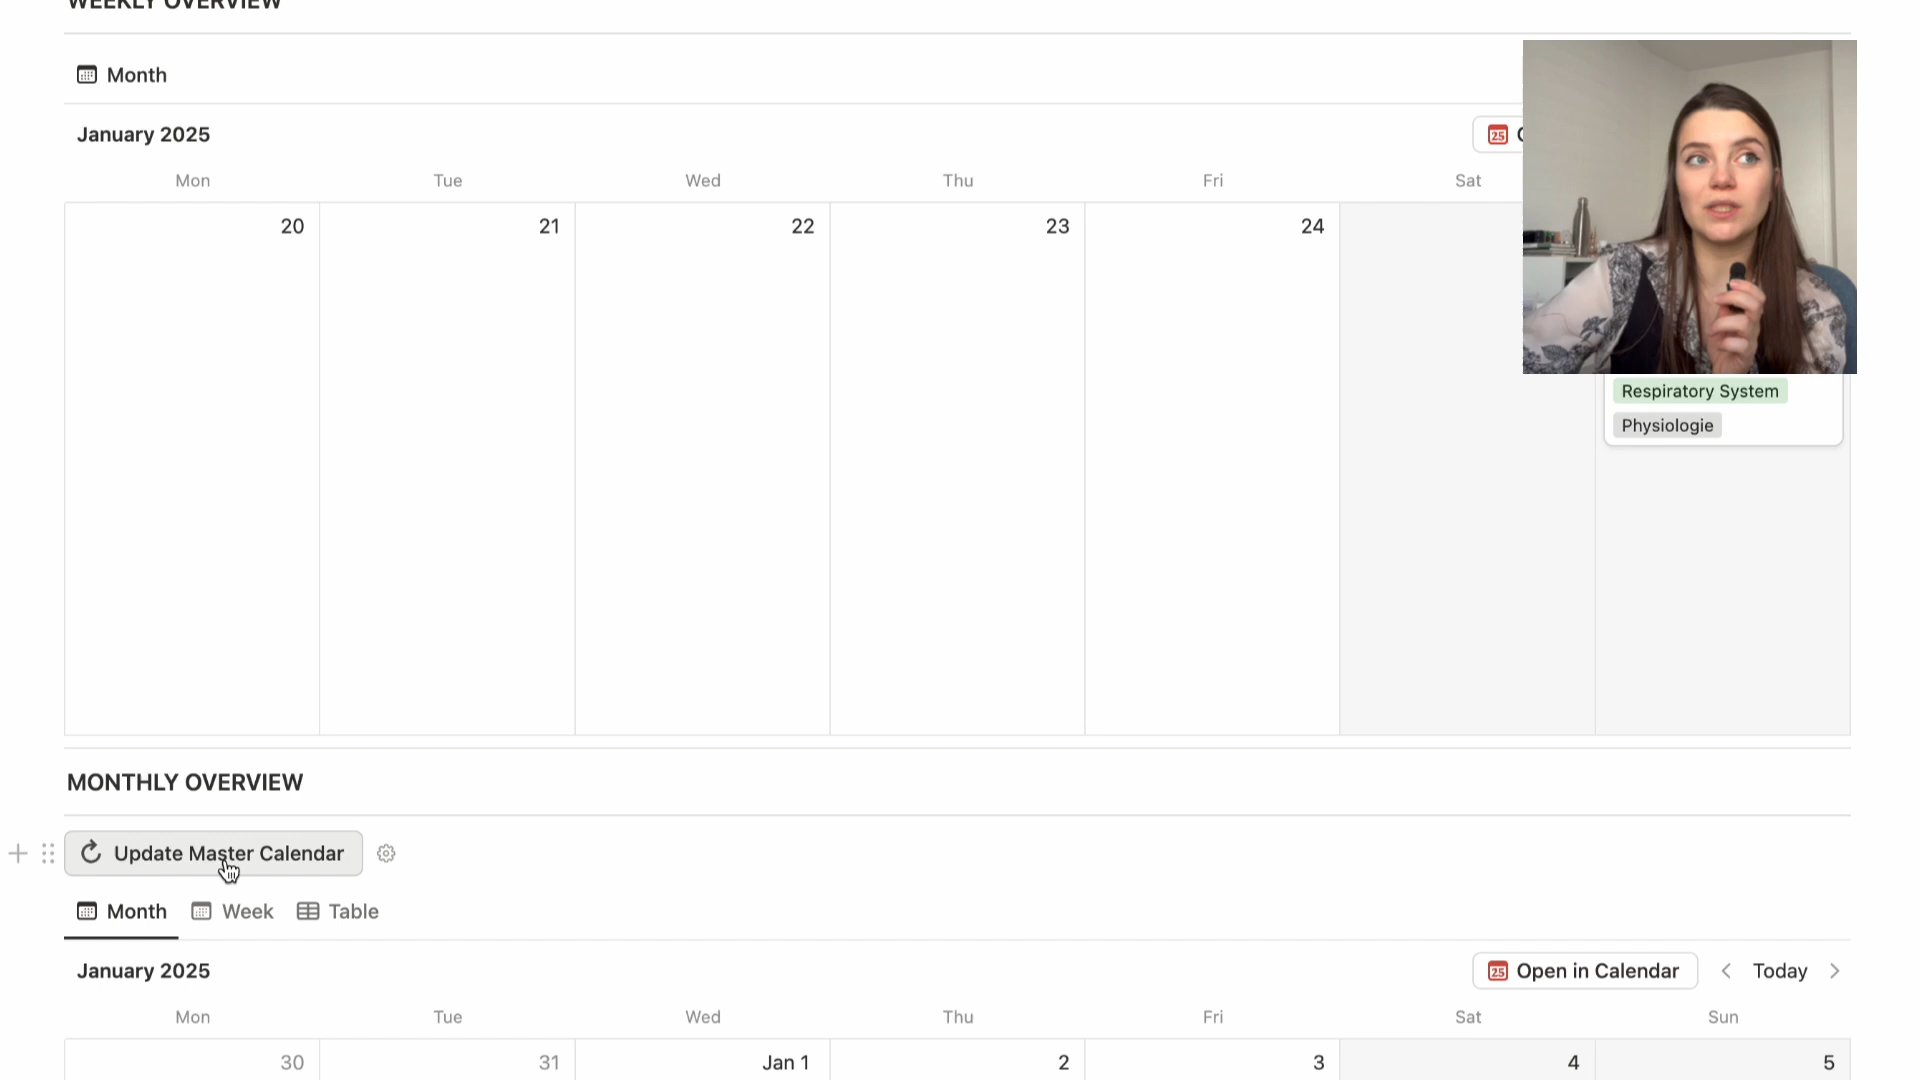 WEEKLY OVERVIEW
Month
January 2025
25
Mon Tue Wed Thu Fri Sat
20 21 22 23 24
Respiratory System
Physiologie
MONTHLY OVERVIEW
Update Master Calendar
Month Week Table
January 2025
25 Open in Calendar Today
Mon Tue Wed Thu Fri Sat Sun
30 31 Jan 1 2 3 4 5